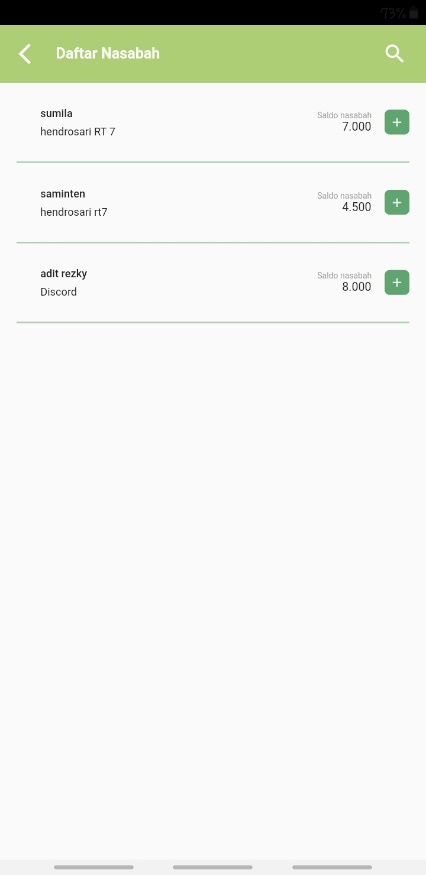 73%
Daftar Nasabah
sumila
hendrosari RT 7
Saldo nasabah
7.000
+
saminten
hendrosari rt7
Saldo nasabah
4.500
+
adit rezky
Discord
Saldo nasabah
8.000
+